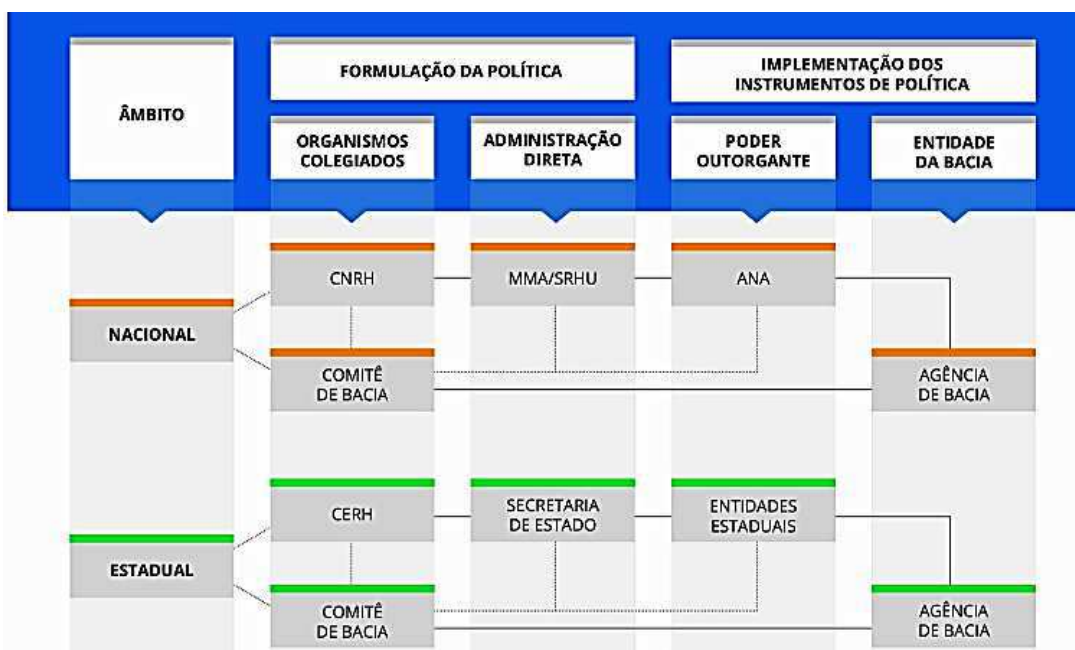 ÂMBITO
FORMULAÇÃO DA POLÍTICA
IMPLEMENTAÇÃO DOS
INSTRUMENTOS DE POLÍTICA
ORGANISMOS
COLEGIADOS
ADMINISTRAÇÃO
DIRETA
PODER
OUTORGANTE
ENTIDADE
DA BACIA
NACIONAL
CNRH
MMA/SRHU
ANA
COMITÊ
DE BACIA
AGÊNCIA
DE BACIA
ESTADUAL
CERH
SECRETARIA
DE ESTADO
ENTIDADES
ESTADUAIS
COMITÊ
DE BACIA
AGÊNCIA
DE BACIA